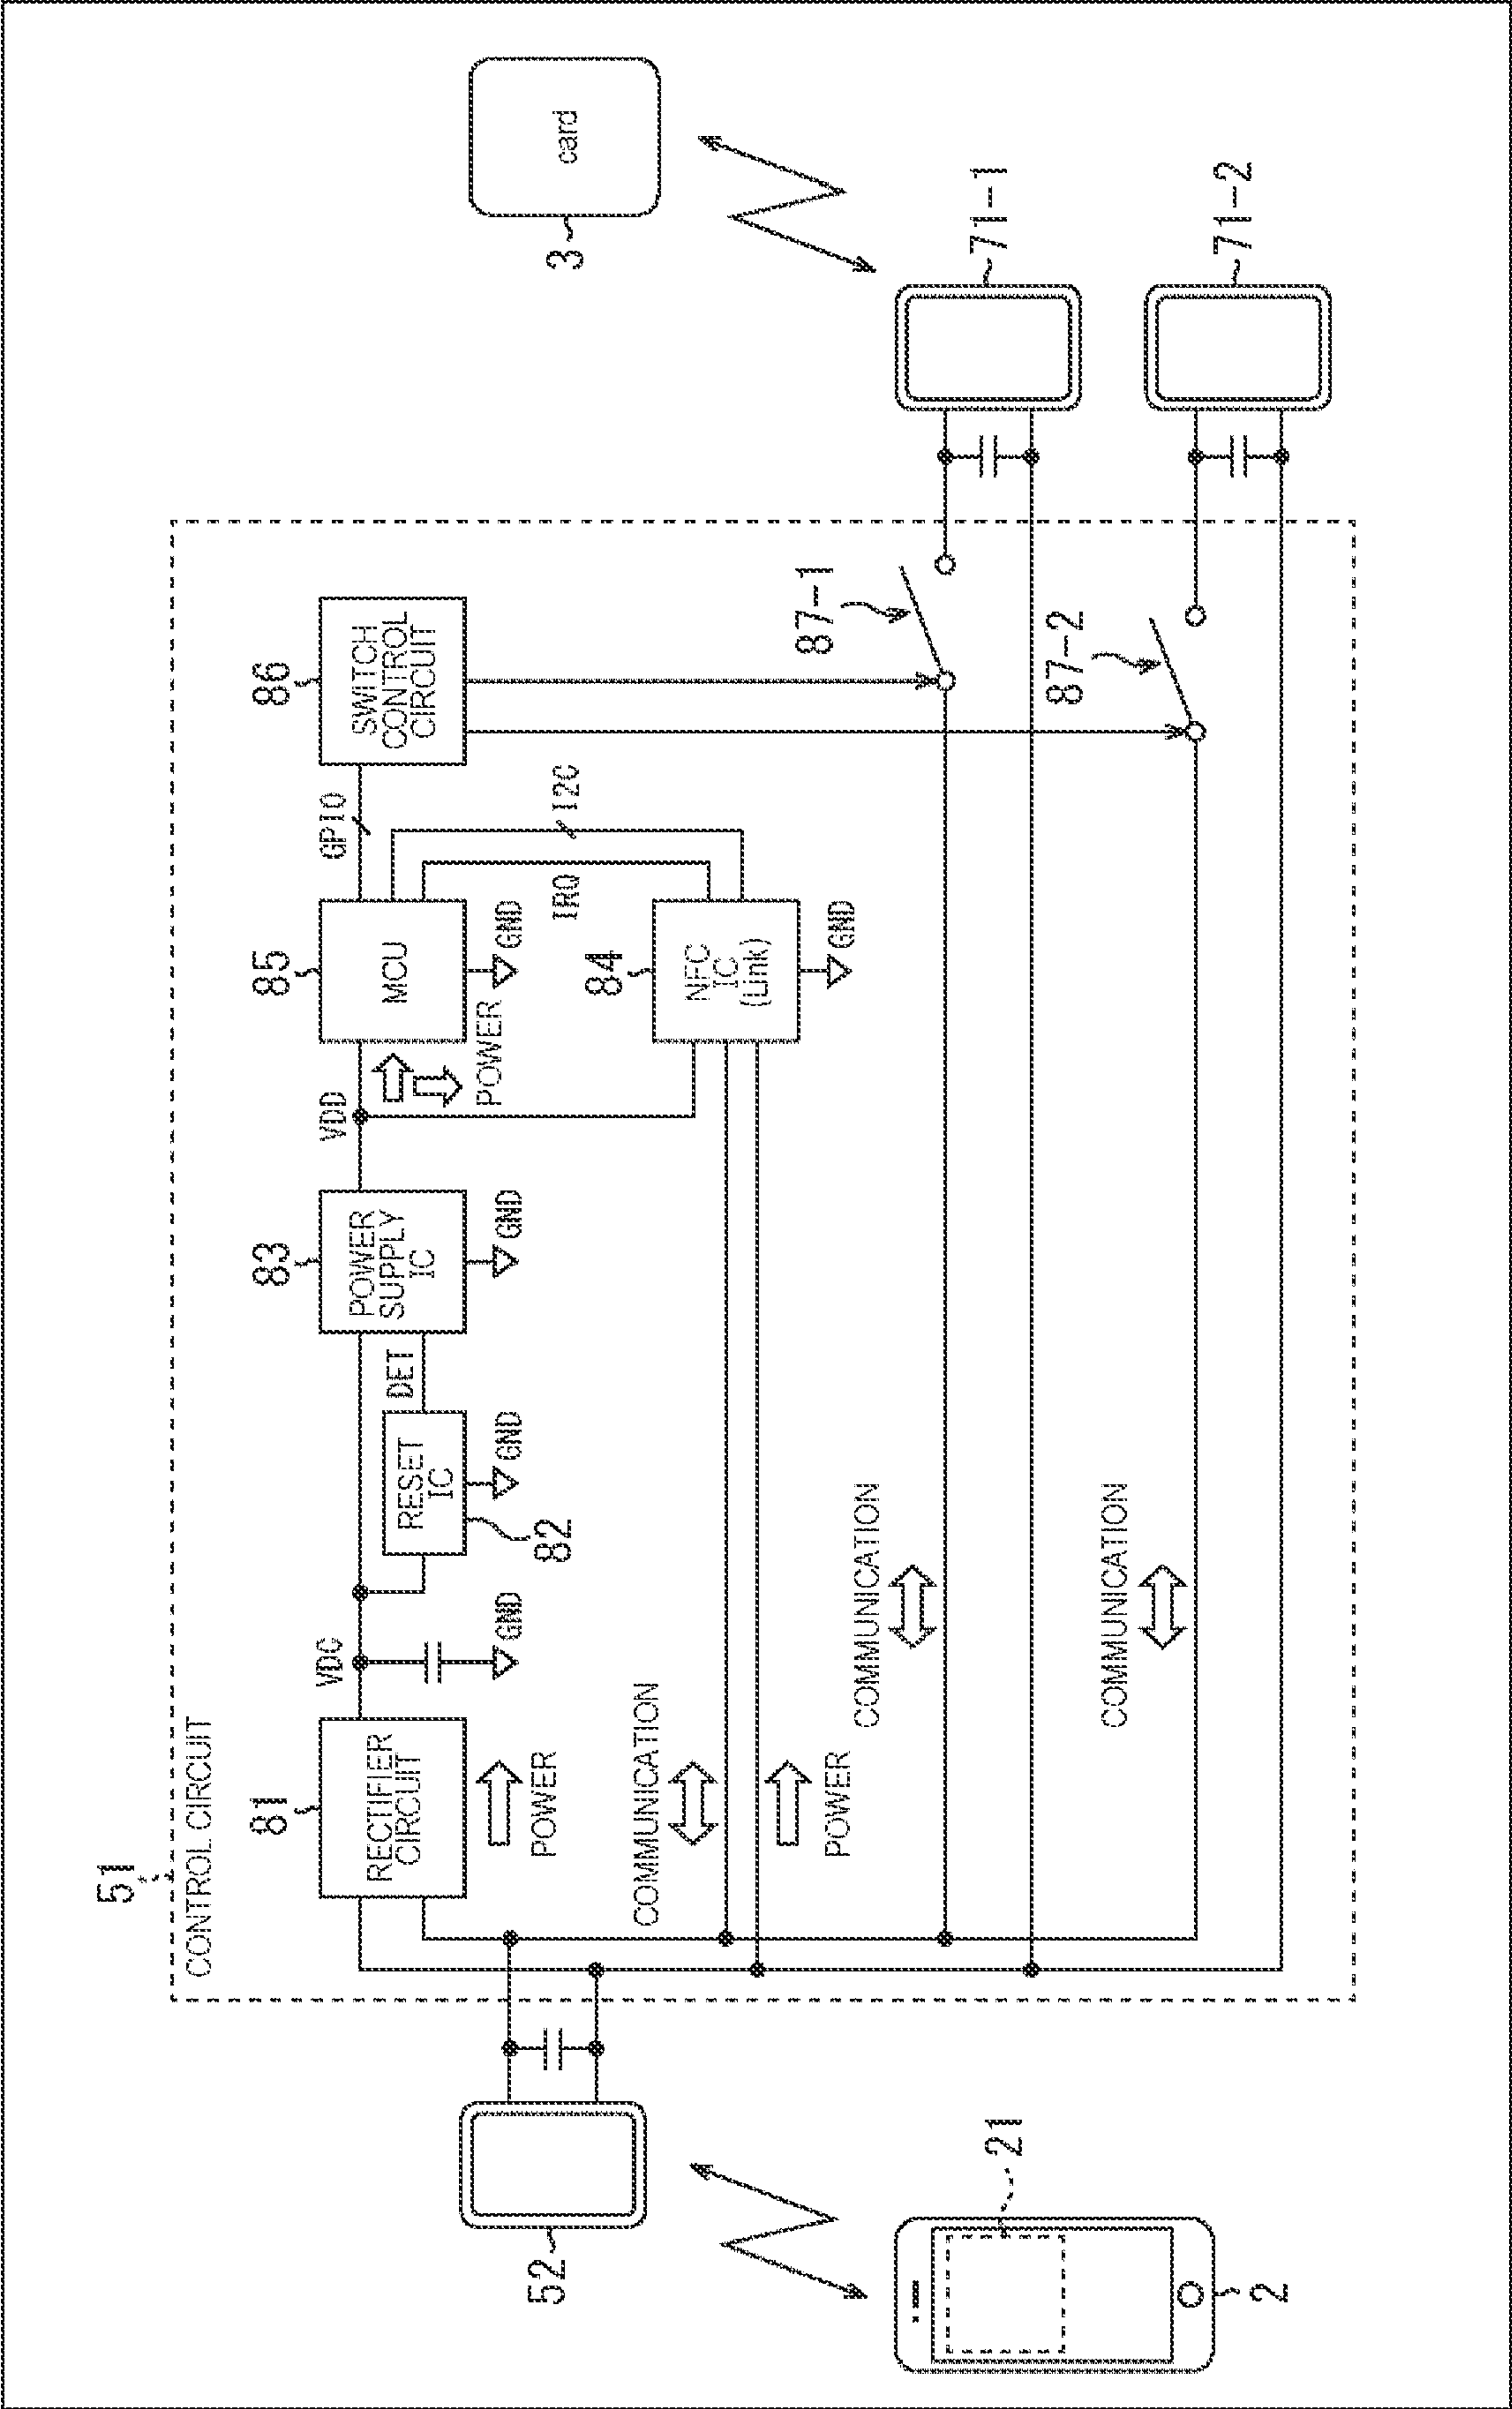 51
CONTROL CIRCUIT
81
RECTIFIER
CIRCUIT
VDC
GND
RESET
IC
82
GND
DET
83
POWER
SUPPLY
IC
GND
VDD
POWER
85
MCU
GND
GPIO
86
SWITCH
CONTROL
CIRCUIT
IRQ
I2C
84
NFC
IC
(Link)
GND
POWER
COMMUNICATION
POWER
COMMUNICATION
COMMUNICATION
87-1
87-2
52
21
2
card
3
71-1
71-2